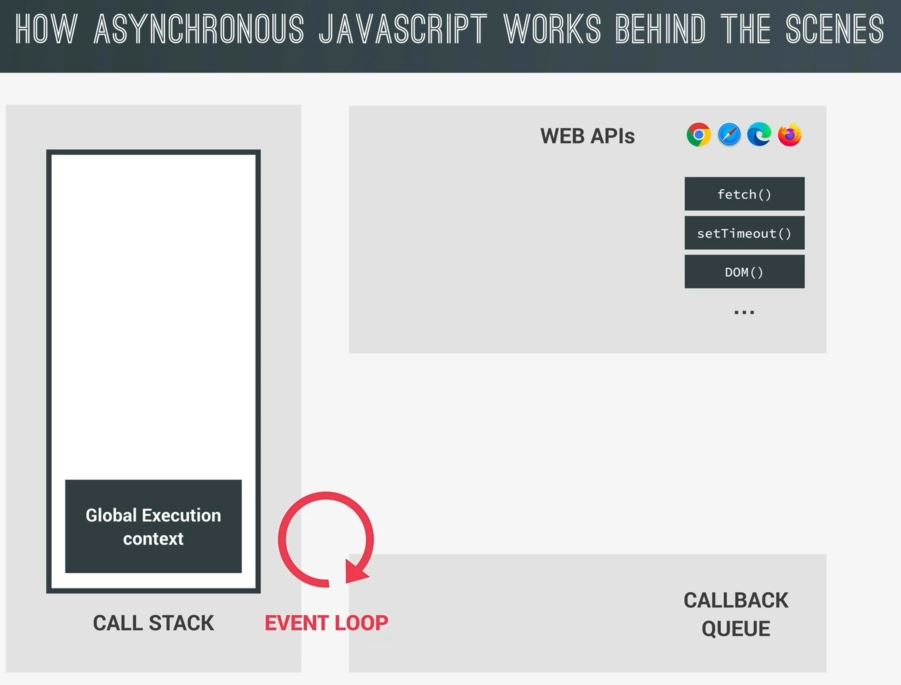 HOW ASYNCHRONOUS JAVASCRIPT WORKS BEHIND THE SCENES
WEB APIs
fetch()
setTimeout()
DOM()
...
Global Execution
context
CALL STACK
EVENT LOOP
CALLBACK
QUEUE